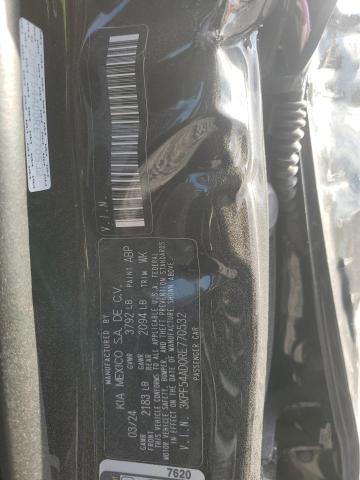 MANUFACTURED BY
KIA MEXICO S.A. DE C.V.
03/24 3792 LB PAINT ABP
GAWR FRONT 2183 LB GAWR REAR 2094 LB TRIM WK
THIS VEHICLE CONFORMS TO ALL APPLICABLE U.S.A. FEDERAL
MOTOR VEHICLE SAFETY, BUMPER, AND THEFT PREVENTION STANDARDS
IN EFFECT ON THE DATE OF MANUFACTURE SHOWN ABOVE.
V.I.N. 3KPF54AD0RE770532
PASSENGER CAR
V.I.N.
7620